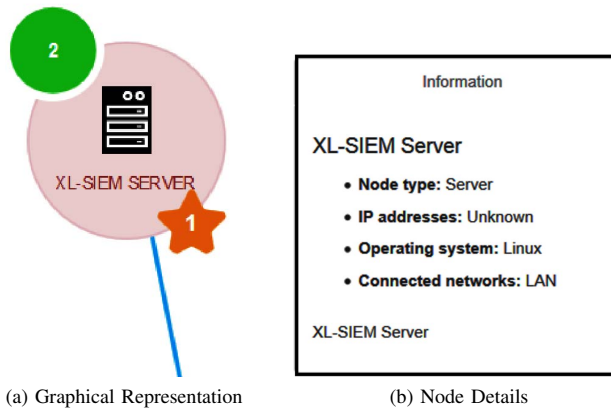 2
XL-SIEM SERVER
1
(a) Graphical Representation
Information
XL-SIEM Server
• Node type: Server
• IP addresses: Unknown
• Operating system: Linux
• Connected networks: LAN
XL-SIEM Server
(b) Node Details